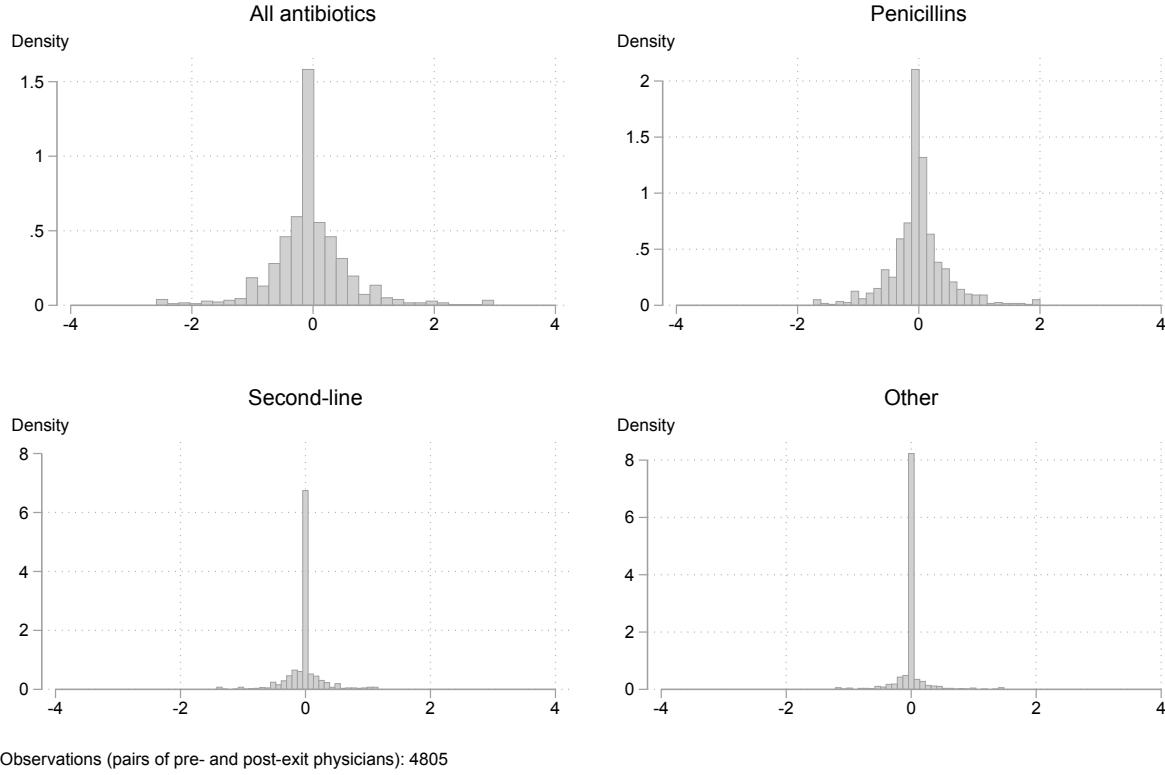 All antibiotics
Density
1.5
1
.5
0
-4 -2 0 2 4
Penicillins
Density
2
1.5
1
.5
0
-4 -2 0 2 4
Second-line
Density
8
6
4
2
0
-4 -2 0 2 4
Other
Density
8
6
4
2
0
-4 -2 0 2 4
Observations (pairs of pre- and post-exit physicians): 4805